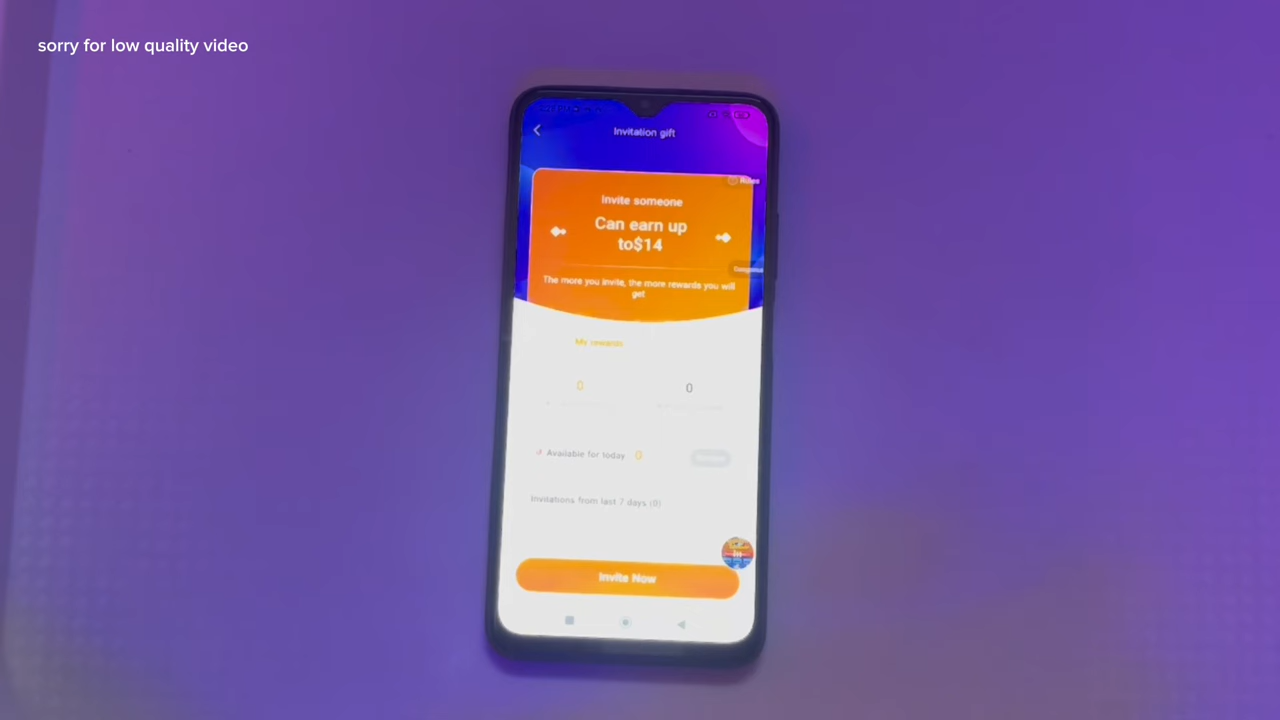 sorry for low quality video
Invitation gift
Rules
Invite someone
Can earn up
to$14
The more you invite, the more rewards you will
get
My rewards
0
0
Available for today 0
Invitations from last 7 days (0)
Invite Now